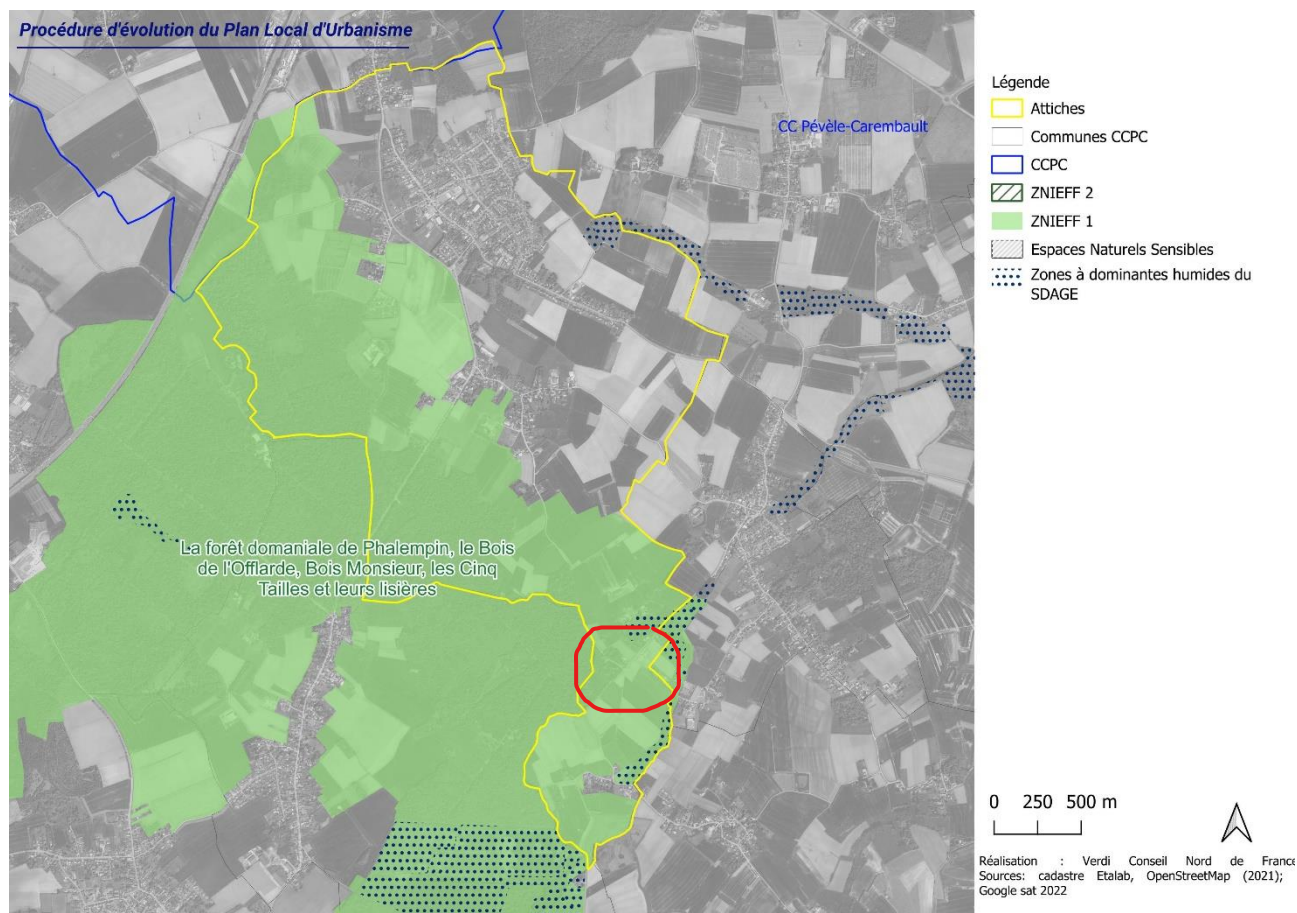 Procédure d'évolution du Plan Local d'Urbanisme
CC Pévèle-Carembault
La forêt domaniale de Phalempin, le Bois
de l'Offlarde, Bois Monsieur, les Cinq
Tailles et leurs lisières
Légende
Attiches
Communes CCPC
CCPC
ZNIEFF 2
ZNIEFF 1
Espaces Naturels Sensibles
Zones à dominantes humides du
SDAGE
0 250 500 m
Réalisation : Verdi Conseil Nord de France
Sources: cadastre Etalab, OpenStreetMap (2021);
Google sat 2022